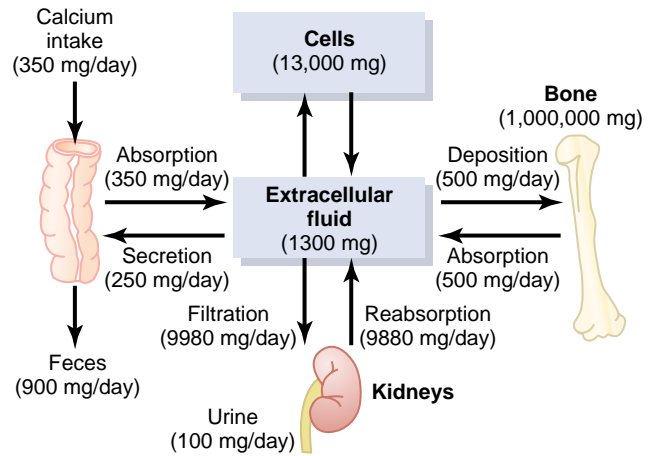 Calcium
intake
(350 mg/day)
Cells
(13,000 mg)
Bone
(1,000,000 mg)
Absorption
(350 mg/day)
Extracellular
fluid
(1300 mg)
Deposition
(500 mg/day)
Secretion
(250 mg/day)
Absorption
(500 mg/day)
Filtration
(9980 mg/day)
Reabsorption
(9880 mg/day)
Feces
(900 mg/day)
Kidneys
Urine
(100 mg/day)